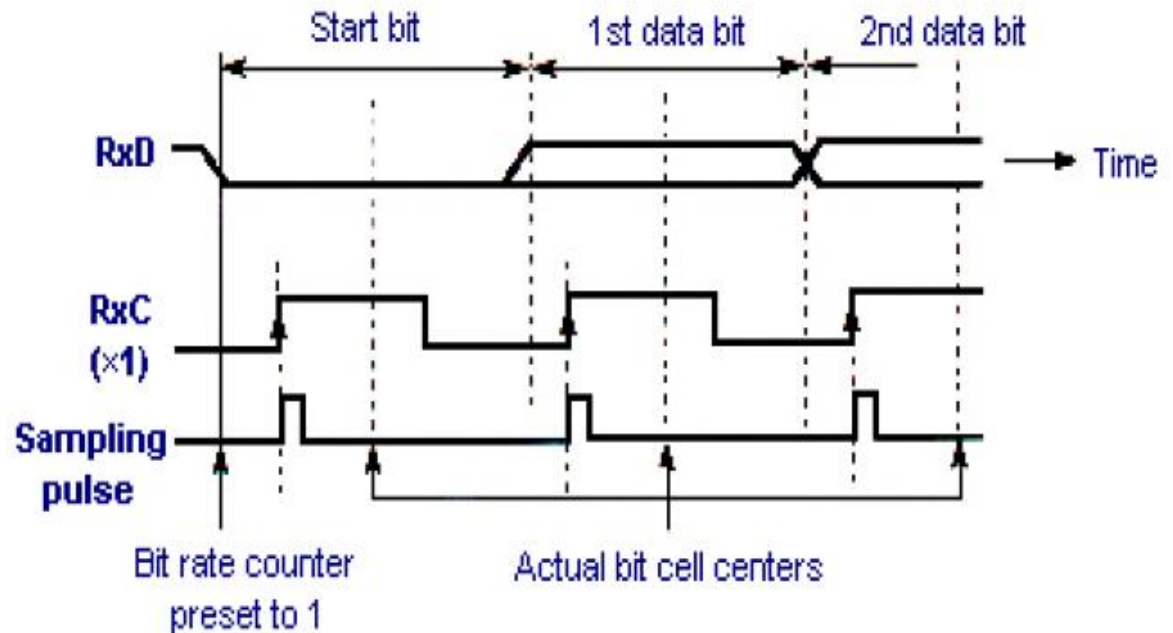 Start bit
1st data bit
2nd data bit
RxD
Time
RxC
(×1)
Sampling
pulse
Bit rate counter
preset to 1
Actual bit cell centers